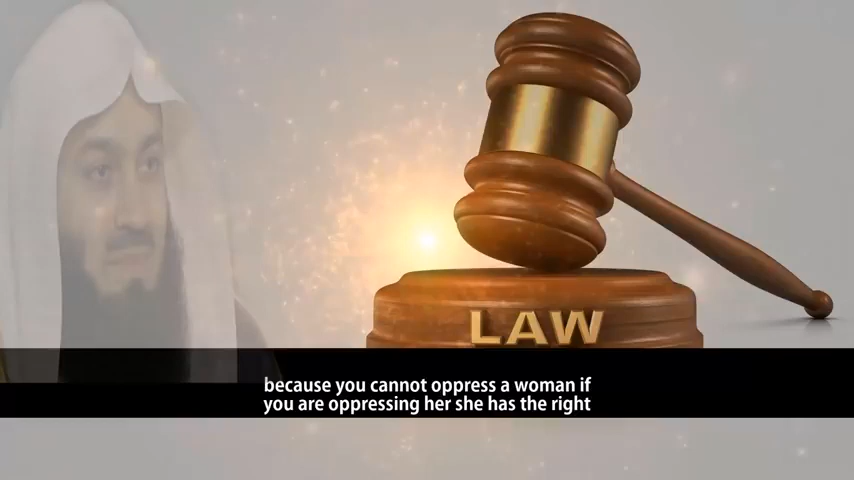 LAW
because you cannot oppress a woman if
you are oppressing her she has the right